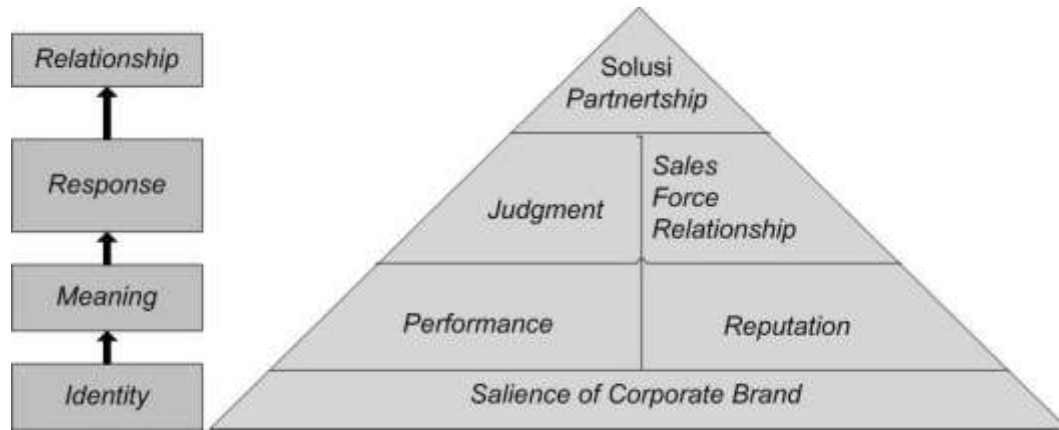 Relationship
Response
Meaning
Identity
Solusi
Partnertship
Judgment
Sales
Force
Relationship
Performance
Reputation
Salience of Corporate Brand